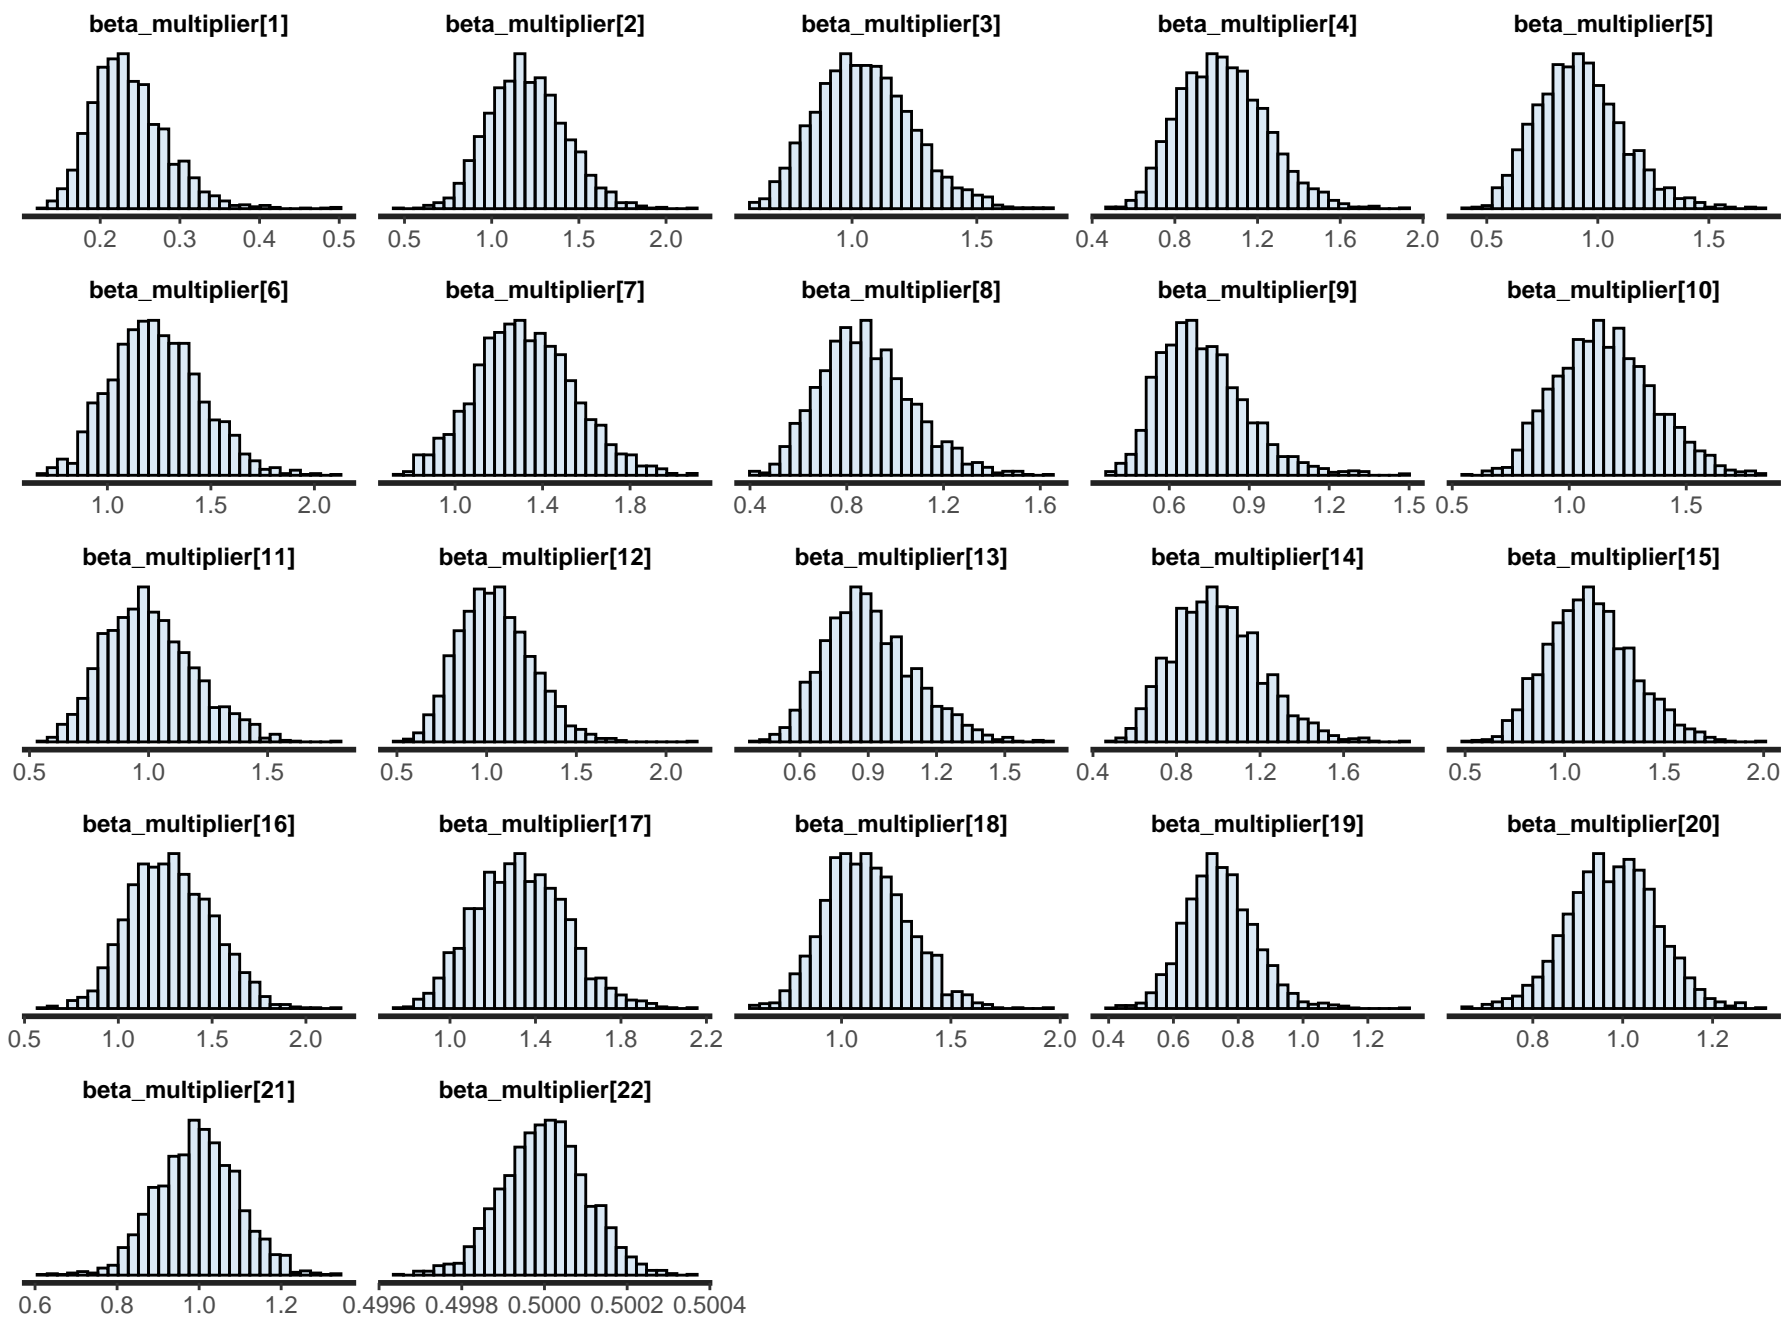 beta_multiplier[1] beta_multiplier[2] beta_multiplier[3] beta_multiplier[4] beta_multiplier[5]
0.2 0.3 0.4 0.5 0.5 1.0 1.5 2.0 1.0 1.5 0.4 0.8 1.2 1.6 2.0 0.5 1.0 1.5
beta_multiplier[6] beta_multiplier[7] beta_multiplier[8] beta_multiplier[9] beta_multiplier[10]
1.0 1.5 2.0 1.0 1.4 1.8 0.4 0.8 1.2 1.6 0.6 0.9 1.2 1.5 0.5 1.0 1.5
beta_multiplier[11] beta_multiplier[12] beta_multiplier[13] beta_multiplier[14] beta_multiplier[15]
0.5 1.0 1.5 0.5 1.0 1.5 2.0 0.6 0.9 1.2 1.5 0.4 0.8 1.2 1.6 0.5 1.0 1.5 2.0
beta_multiplier[16] beta_multiplier[17] beta_multiplier[18] beta_multiplier[19] beta_multiplier[20]
0.5 1.0 1.5 2.0 1.0 1.4 1.8 2.2 1.0 1.5 2.0 0.4 0.6 0.8 1.0 1.2 0.8 1.0 1.2
beta_multiplier[21] beta_multiplier[22]
0.6 0.8 1.0 1.2 0.4996 0.4998 0.5000 0.5002 0.5004